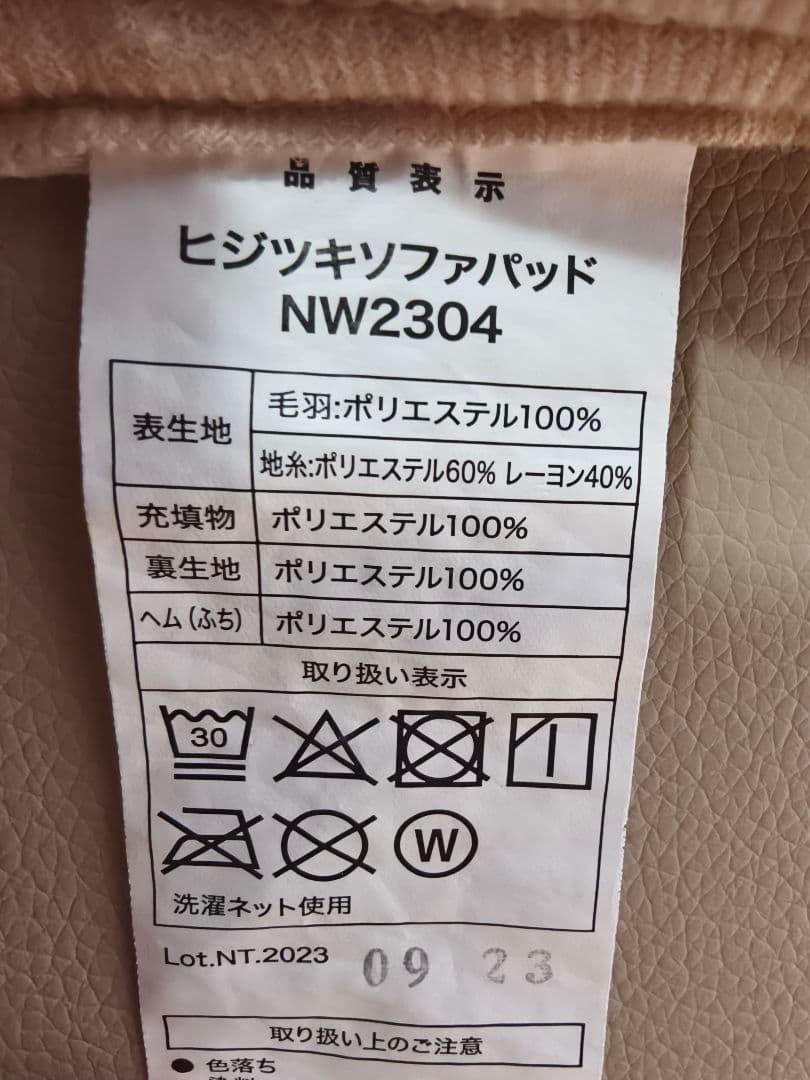 品質表示
ヒジツキソファパッド
NW2304
表生地
毛羽:ポリエステル100%
地糸:ポリエステル60% レーヨン40%
充填物 ポリエステル100%
裏生地 ポリエステル100%
ヘム(ふち) ポリエステル100%
取り扱い表示
30
W
洗濯ネット使用
Lot.NT.2023 09 23
取り扱い上のご注意
● 色落ち